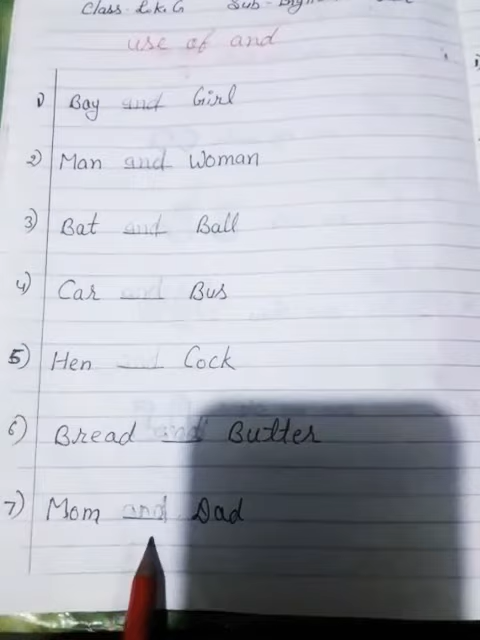 Class L.K.G Sub-
use of and
1) Boy and Girl
2) Man and Woman
3) Bat and Ball
4) Car and Bus
5) Hen and Cock
6) Bread and Butter
7) Mom and Dad